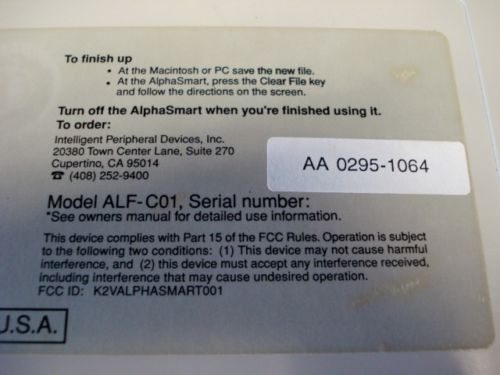 To finish up
• At the Macintosh or PC save the new file.
• At the AlphaSmart, press the Clear File key
and follow the directions on the screen.
Turn off the AlphaSmart when you're finished using it.
To order:
Intelligent Peripheral Devices, Inc.
20380 Town Center Lane, Suite 270
Cupertino, CA 95014
☎ (408) 252-9400
AA 0295-1064
Model ALF-C01, Serial number:
*See owners manual for detailed use information.
This device complies with Part 15 of the FCC Rules. Operation is subject
to the following two conditions: (1) This device may not cause harmful
interference, and (2) this device must accept any interference received,
including interference that may cause undesired operation.
FCC ID: K2VALPHASMART001
U.S.A.